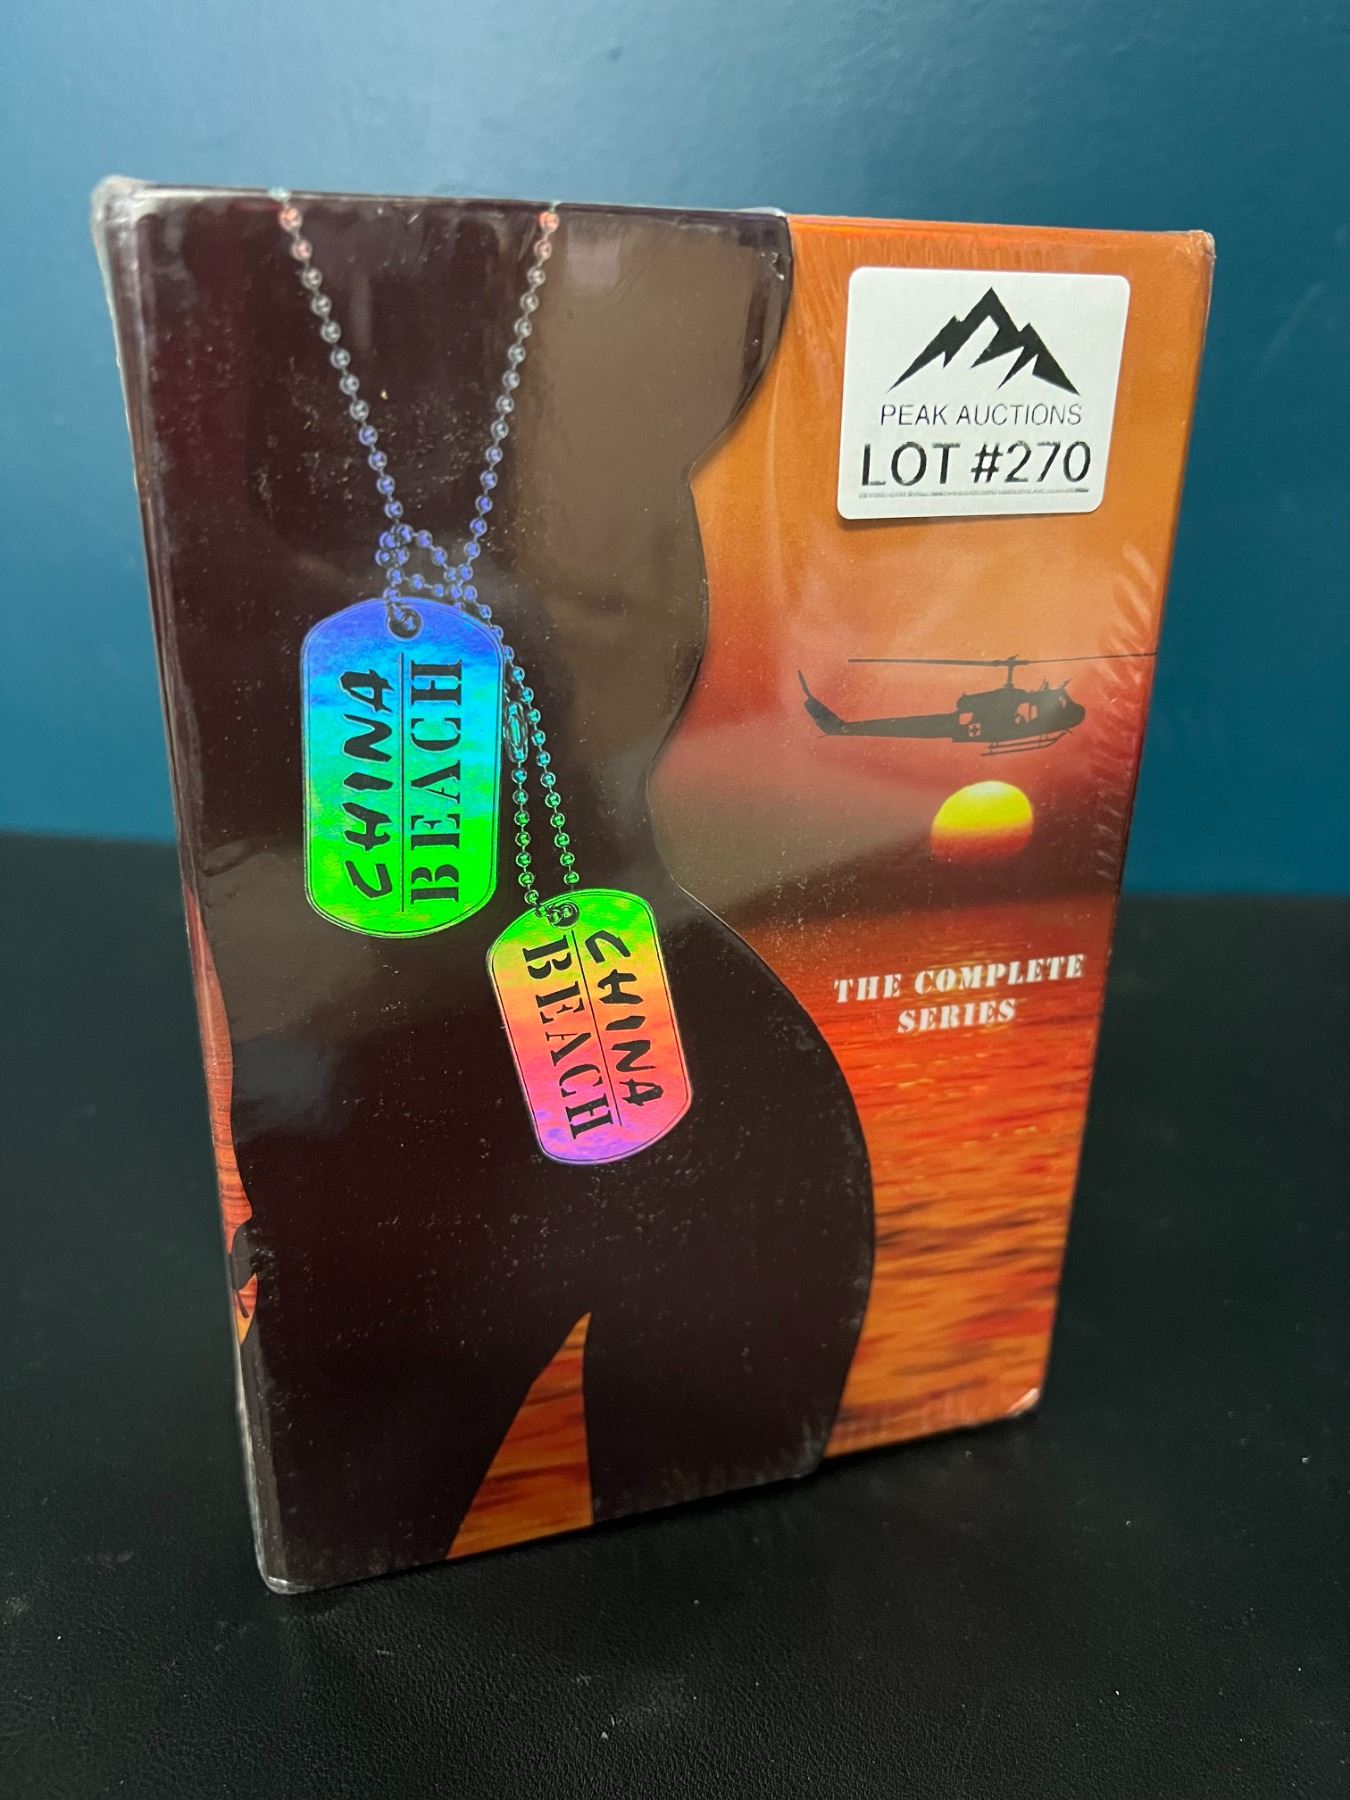 PEAK AUCTIONS
LOT #270
CHINA
BEACH
CHINA
BEACH
THE COMPLETE
SERIES